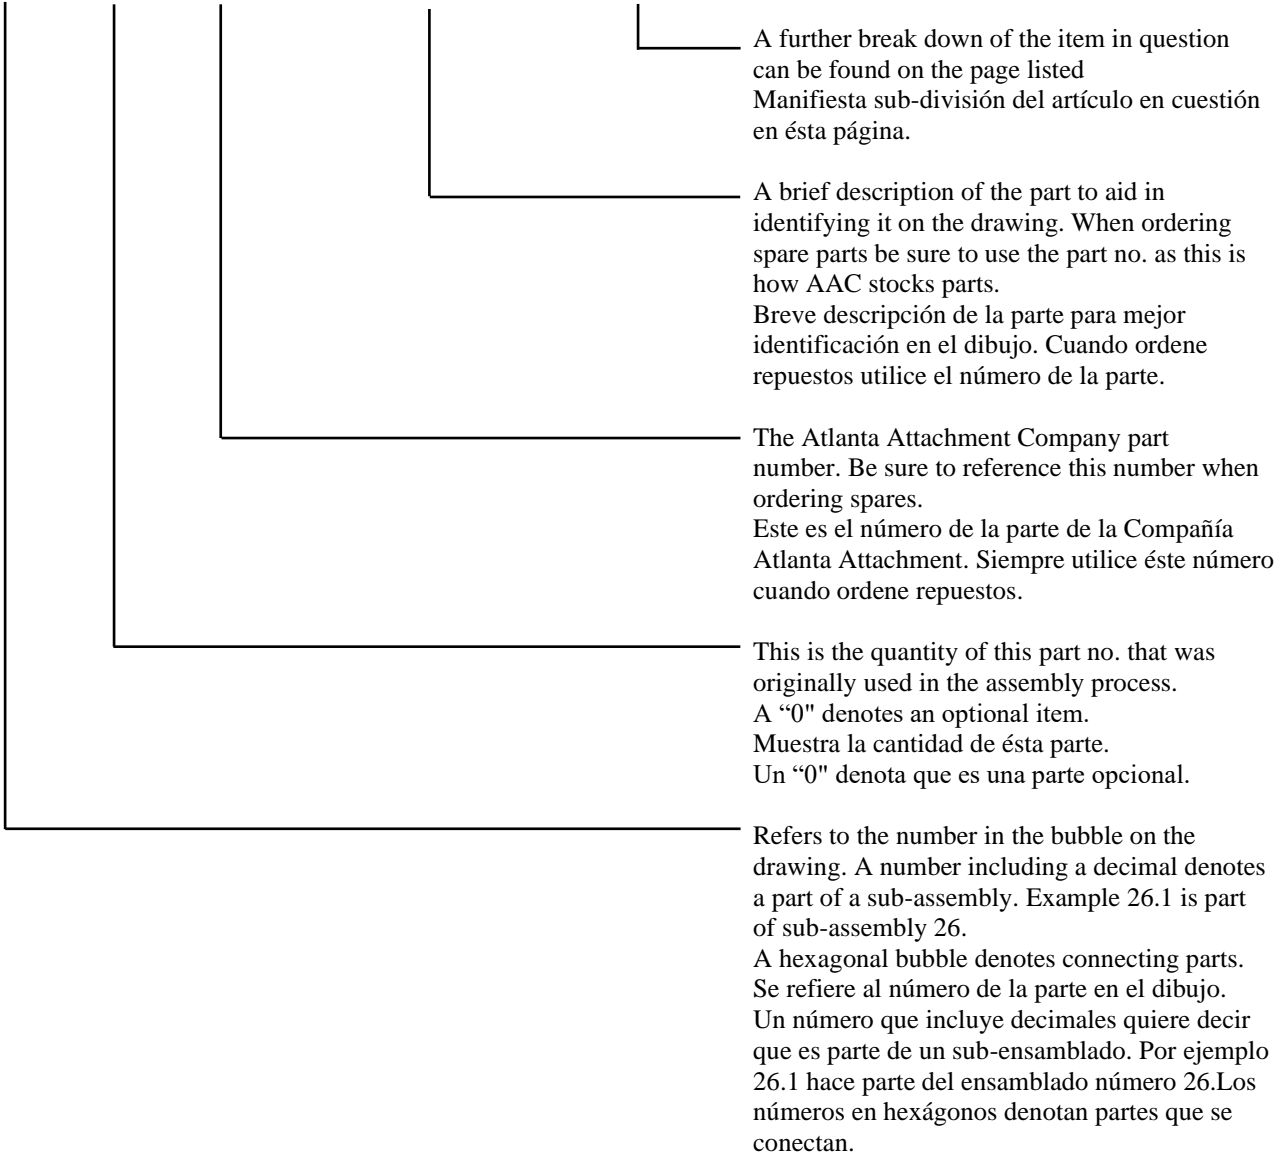 A further break down of the item in question
can be found on the page listed
Manifiesta sub-división del artículo en cuestión
en ésta página.
A brief description of the part to aid in
identifying it on the drawing. When ordering
spare parts be sure to use the part no. as this is
how AAC stocks parts.
Breve descripción de la parte para mejor
identificación en el dibujo. Cuando ordene
repuestos utilice el número de la parte.
The Atlanta Attachment Company part
number. Be sure to reference this number when
ordering spares.
Este es el número de la parte de la Compañía
Atlanta Attachment. Siempre utilice éste número
cuando ordene repuestos.
This is the quantity of this part no. that was
originally used in the assembly process.
A “0" denotes an optional item.
Muestra la cantidad de ésta parte.
Un “0" denota que es una parte opcional.
Refers to the number in the bubble on the
drawing. A number including a decimal denotes
a part of a sub-assembly. Example 26.1 is part
of sub-assembly 26.
A hexagonal bubble denotes connecting parts.
Se refiere al número de la parte en el dibujo.
Un número que incluye decimales quiere decir
que es parte de un sub-ensamblado. Por ejemplo
26.1 hace parte del ensamblado número 26.Los
números en hexágonos denotan partes que se
conectan.